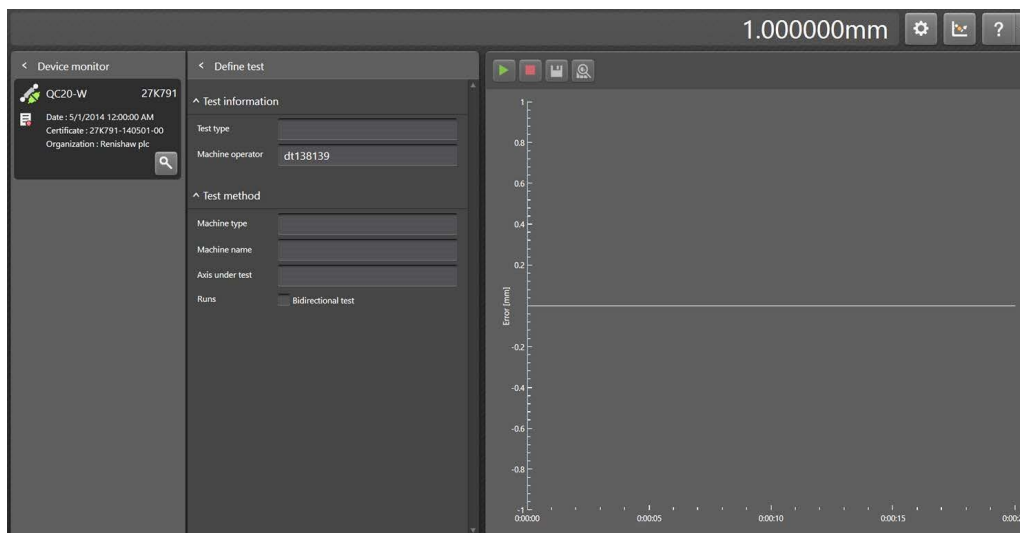 1.000000mm
?
< Device monitor
QC20-W 27K791
Date : 5/1/2014 12:00:00 AM
Certificate : 27K791-140501-00
Organization : Renishaw plc
< Define test
^ Test information
Test type
Machine operator dt138139
^ Test method
Machine type
Machine name
Axis under test
Runs Bidirectional test
Error [mm]
1
0.8
0.6
0.4
0.2
-0.2
-0.4
-0.6
-0.8
-1
0:00:00 0:00:05 0:00:10 0:00:15